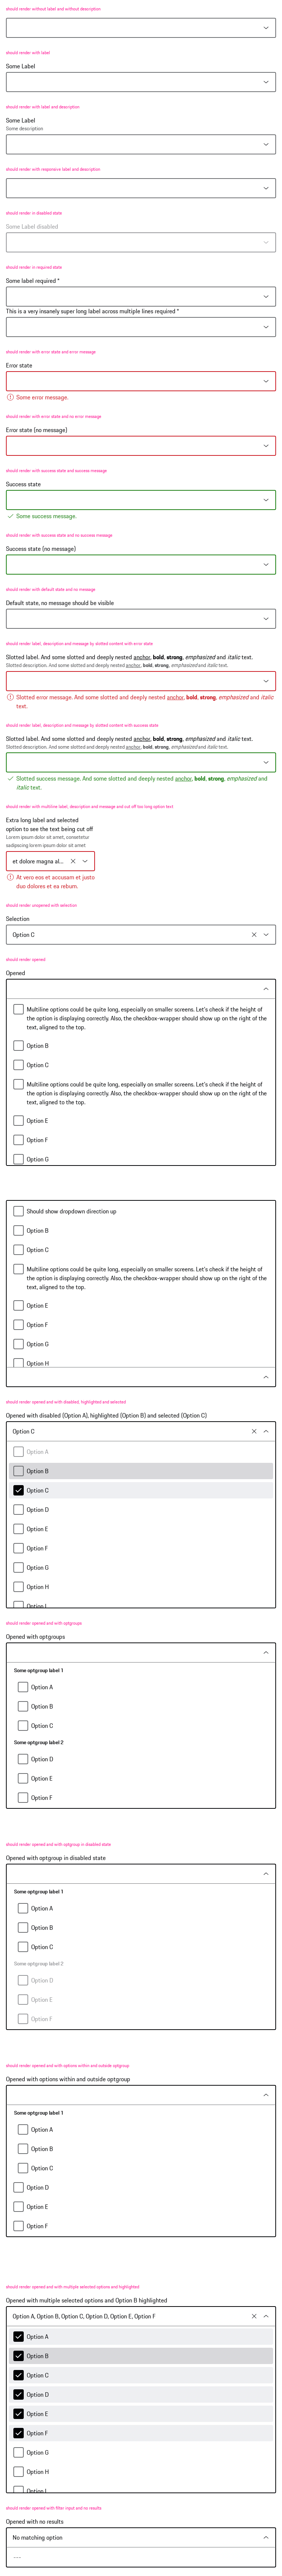 should render without label and without description
should render with label
Some Label
should render with label and description
Some Label
Some description
should render with responsive label and description
should render in disabled state
Some Label disabled
should render in required state
Some label required *
This is a very insanely super long label across multiple lines required *
should render with error state and error message
Error state
Some error message.
should render with error state and no error message
Error state (no message)
should render with success state and success message
Success state
Some success message.
should render with success state and no success message
Success state (no message)
should render with default state and no message
Default state, no message should be visible
should render label, description and message by slotted content with error state
Slotted label. And some slotted and deeply nested anchor, bold, strong, emphasized and italic text.
Slotted description. And some slotted and deeply nested anchor, bold, strong, emphasized and italic text.
Slotted error message. And some slotted and deeply nested anchor, bold, strong, emphasized and italic
text.
should render label, description and message by slotted content with success state
Slotted label. And some slotted and deeply nested anchor, bold, strong, emphasized and italic text.
Slotted description. And some slotted and deeply nested anchor, bold, strong, emphasized and italic text.
Slotted success message. And some slotted and deeply nested anchor, bold, strong, emphasized and
italic text.
should render with multiline label, description and message and cut off too long option text
Extra long label and selected
option to see the text being cut off
Lorem ipsum dolor sit amet, consetetur
sadipscing lorem ipsum dolor sit amet
et dolore magna al...
At vero eos et accusam et justo
duo dolores et ea rebum.
should render unopened with selection
Selection
Option C
should render opened
Opened
Multiline options could be quite long, especially on smaller screens. Let's check if the height of
the option is displaying correctly. Also, the checkbox-wrapper should show up on the right of the
text, aligned to the top.
Option B
Option C
Multiline options could be quite long, especially on smaller screens. Let's check if the height of
the option is displaying correctly. Also, the checkbox-wrapper should show up on the right of the
text, aligned to the top.
Option E
Option F
Option G
Should show dropdown direction up
Option B
Option C
Multiline options could be quite long, especially on smaller screens. Let's check if the height of
the option is displaying correctly. Also, the checkbox-wrapper should show up on the right of the
text, aligned to the top.
Option E
Option F
Option G
Option H
should render opened and with disabled, highlighted and selected
Opened with disabled (Option A), highlighted (Option B) and selected (Option C)
Option C
Option A
Option B
Option C
Option D
Option E
Option F
Option G
Option H
Option I
should render opened and with optgroups
Opened with optgroups
Some optgroup label 1
Option A
Option B
Option C
Some optgroup label 2
Option D
Option E
Option F
should render opened and with optgroup in disabled state
Opened with optgroup in disabled state
Some optgroup label 1
Option A
Option B
Option C
Some optgroup label 2
Option D
Option E
Option F
should render opened and with options within and outside optgroup
Opened with options within and outside optgroup
Some optgroup label 1
Option A
Option B
Option C
Option D
Option E
Option F
should render opened and with multiple selected options and highlighted
Opened with multiple selected options and Option B highlighted
Option A, Option B, Option C, Option D, Option E, Option F
Option A
Option B
Option C
Option D
Option E
Option F
Option G
Option H
Option I
should render opened with filter input and no results
Opened with no results
No matching option
---